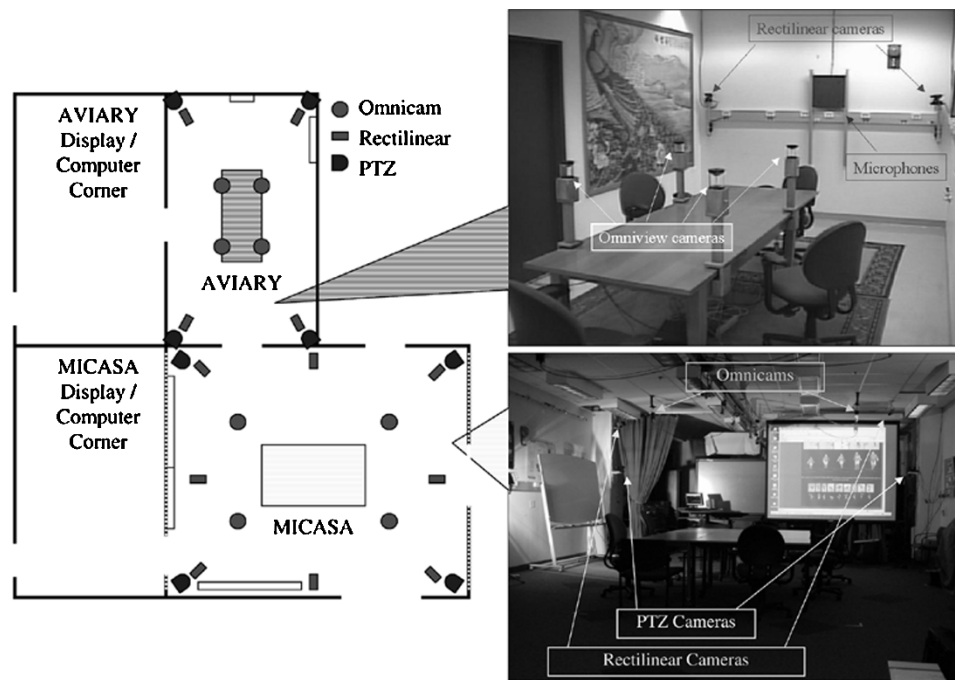 AVIARY
Display /
Computer
Corner
Omnicam
Rectilinear
PTZ
AVIARY
MICASA
Display /
Computer
Corner
MICASA
Rectilinear cameras
Microphones
Omniview cameras
Omnicams
PTZ Cameras
Rectilinear Cameras